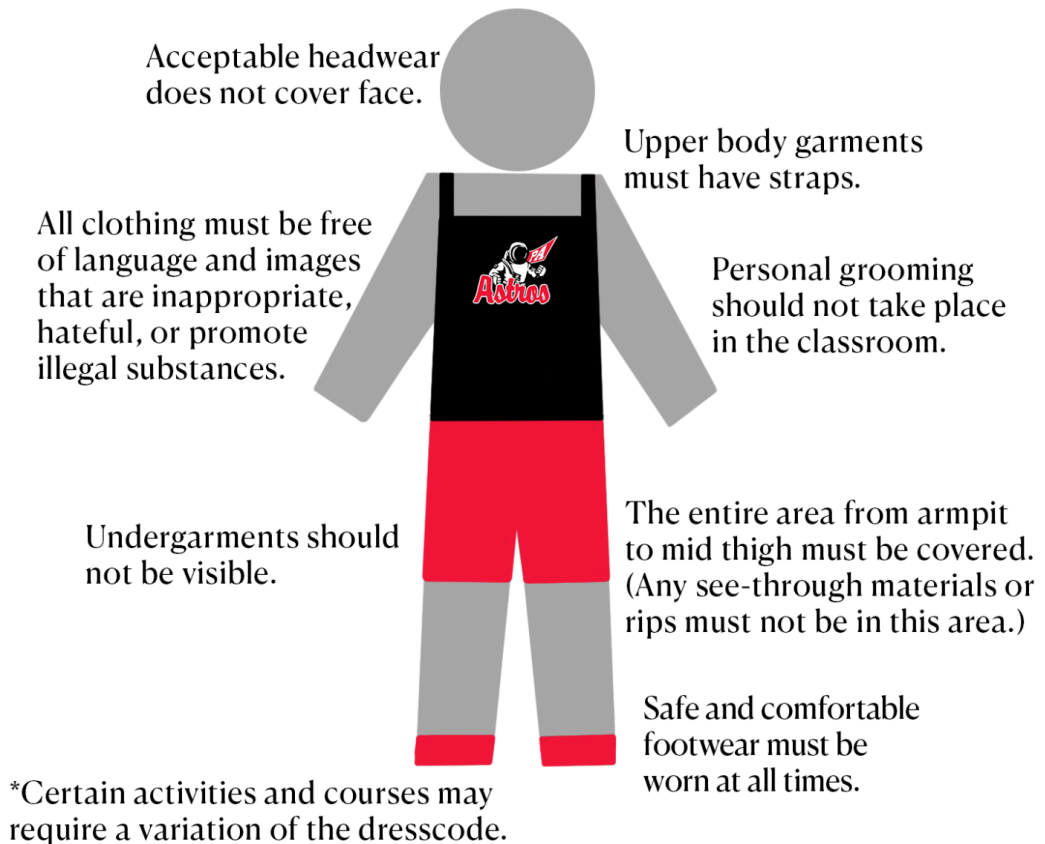 Acceptable headwear
does not cover face.
Upper body garments
must have straps.
All clothing must be free
of language and images
that are inappropriate,
hateful, or promote
illegal substances.
PA
Astros
Personal grooming
should not take place
in the classroom.
Undergarments should
not be visible.
The entire area from armpit
to mid thigh must be covered.
(Any see-through materials or
rips must not be in this area.)
Safe and comfortable
footwear must be
worn at all times.
*Certain activities and courses may
require a variation of the dresscode.